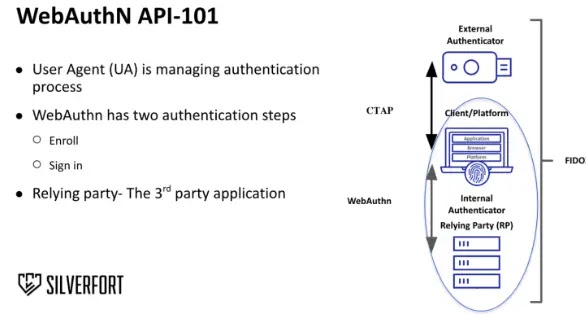 WebAuthN API-101
● User Agent (UA) is managing authentication
process
● WebAuthn has two authentication steps
○ Enroll
○ Sign in
● Relying party- The 3rd party application
SILVERFORT
External
Authenticator
CTAP
Client/Platform
Application
Browser
Platform
WebAuthn
Internal
Authenticator
Relying Party (RP)
FIDO